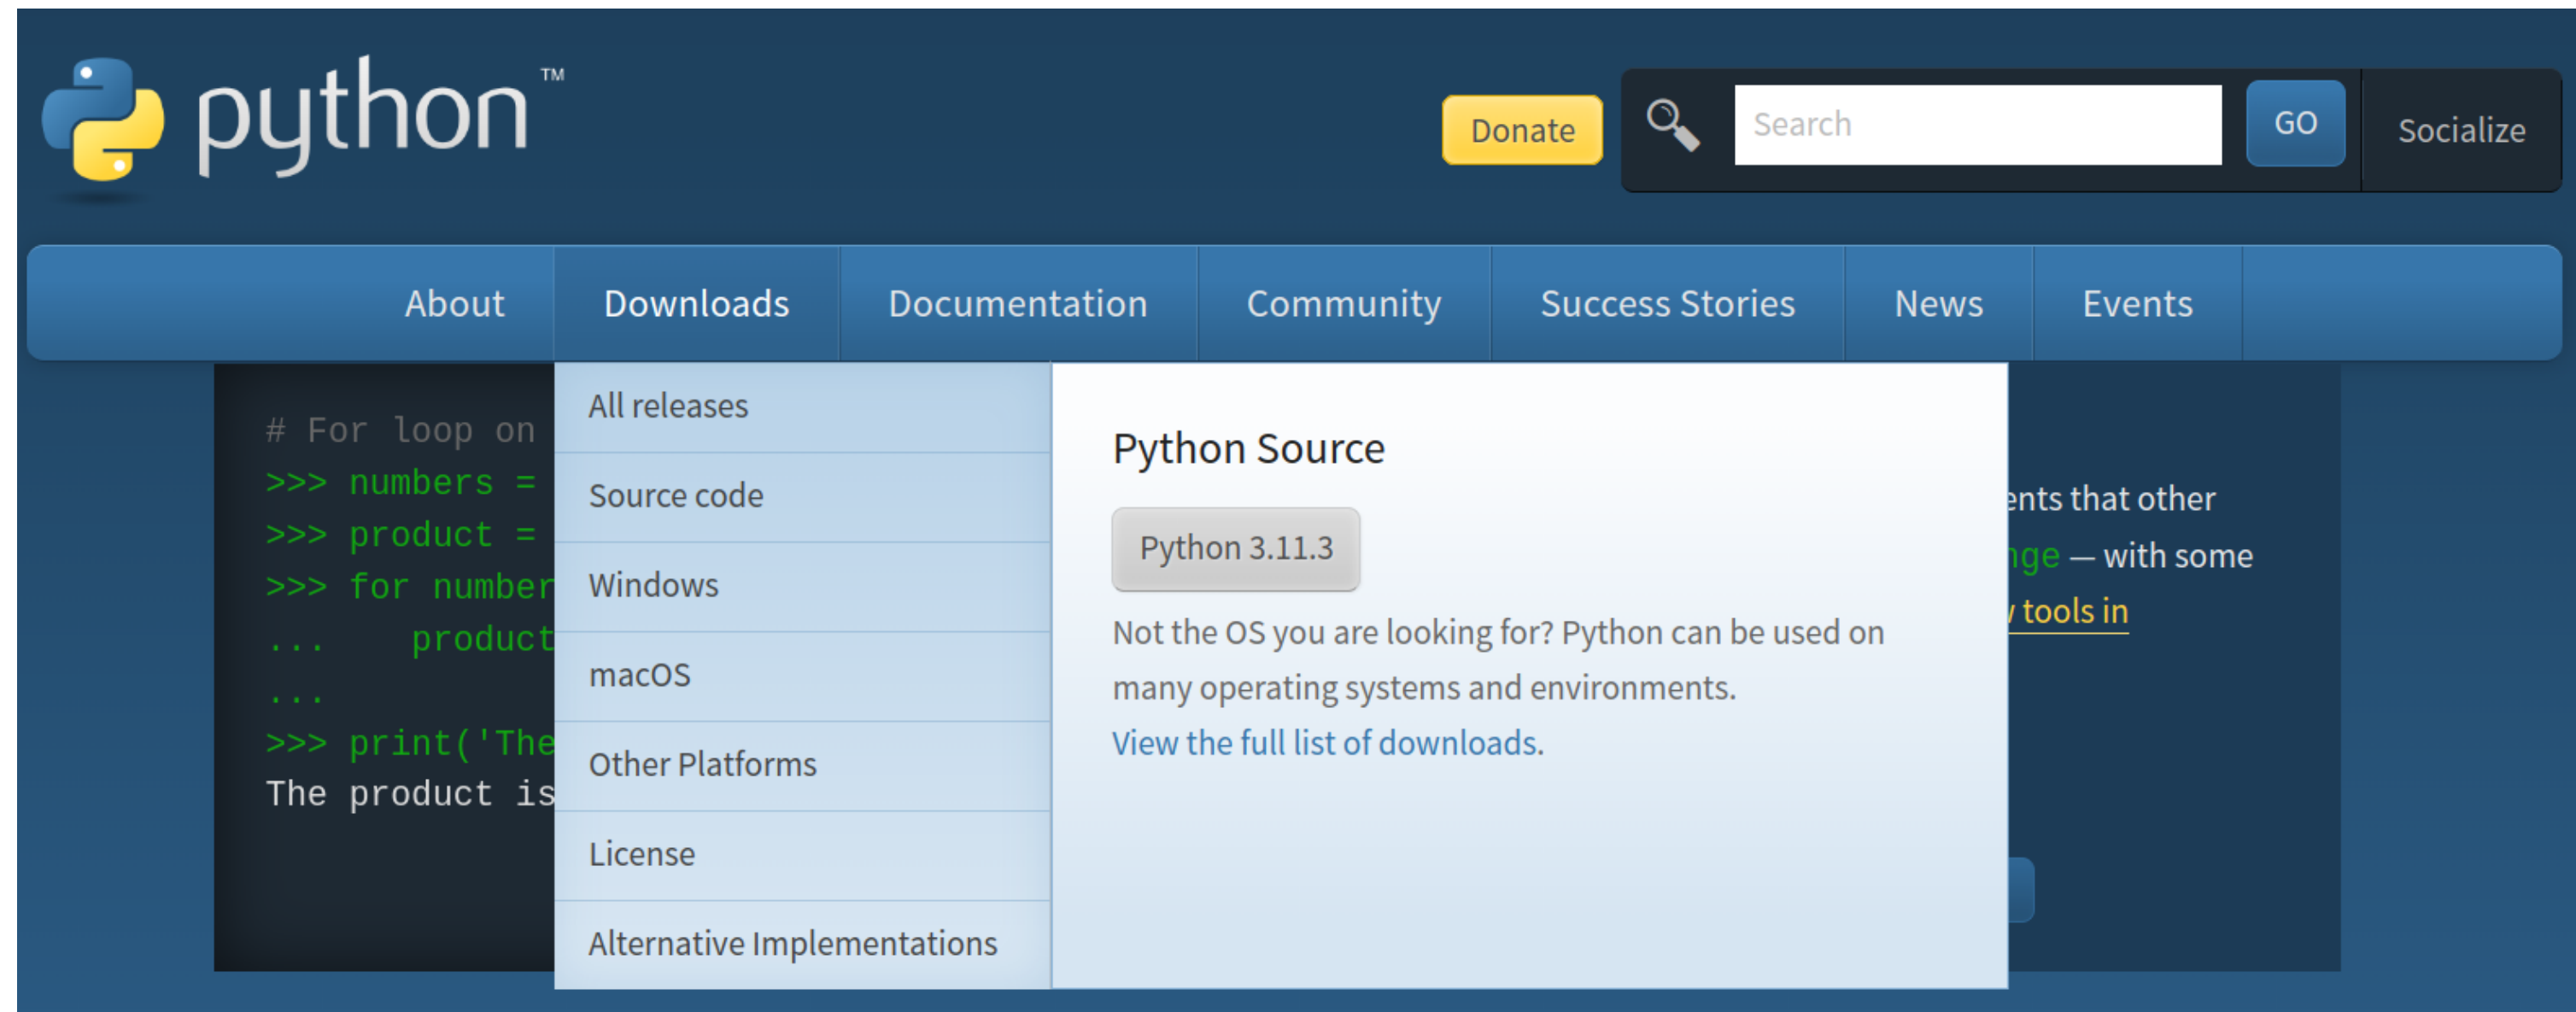 python™
Donate
Search
GO
Socialize
About
Downloads
Documentation
Community
Success Stories
News
Events
# For loop on
>>> numbers =
>>> product =
>>> for number
...    product
...
>>> print('The
The product is
All releases
Source code
Windows
macOS
Other Platforms
License
Alternative Implementations
Python Source
Python 3.11.3
Not the OS you are looking for? Python can be used on
many operating systems and environments.
View the full list of downloads.
that other
— with some
tools in